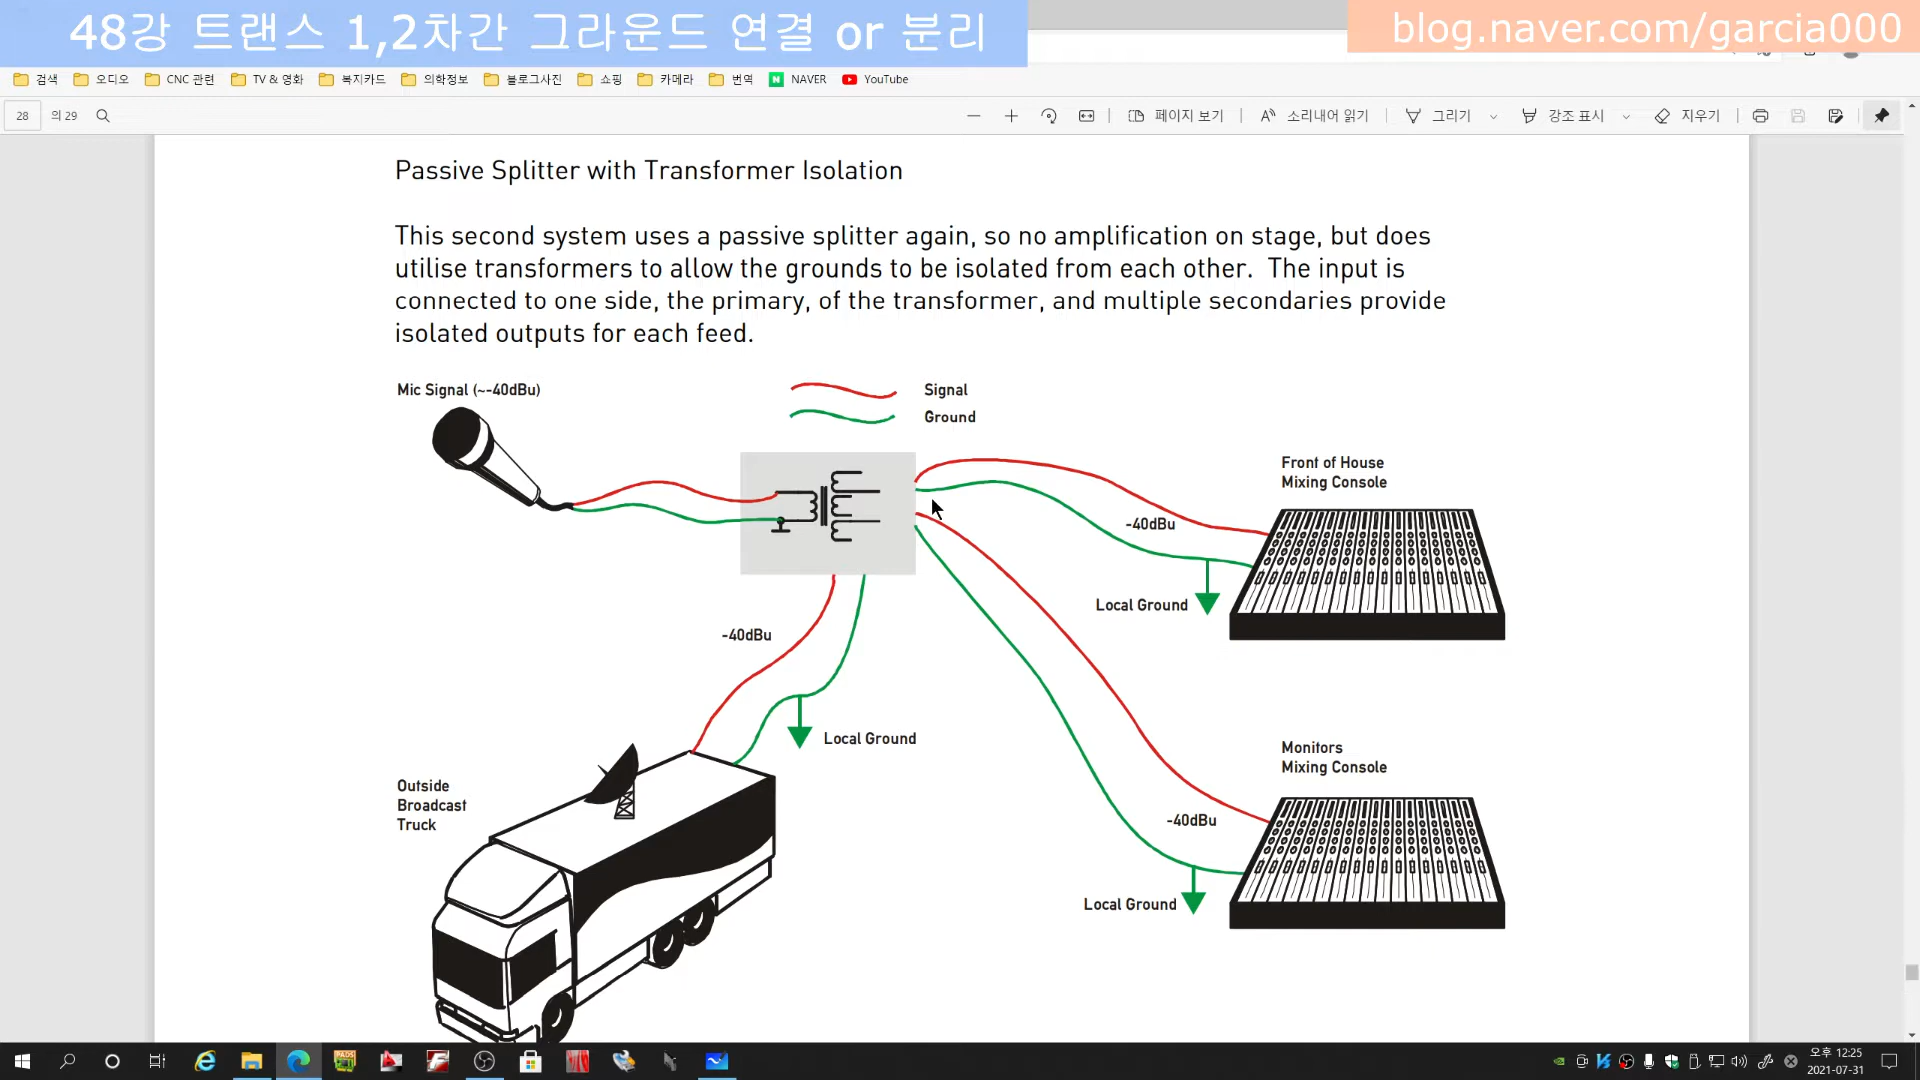 48강 트랜스 1,2차간 그라운드 연결 or 분리
blog.naver.com/garcia000
검색 오디오 CNC 관련 TV & 영화 복지카드 의학정보 블로그사진 쇼핑 카메라 번역 NAVER YouTube
28 의 29 페이지 보기 소리내어 읽기 그리기 강조 표시 지우기
Passive Splitter with Transformer Isolation
This second system uses a passive splitter again, so no amplification on stage, but does
utilise transformers to allow the grounds to be isolated from each other. The input is
connected to one side, the primary, of the transformer, and multiple secondaries provide
isolated outputs for each feed.
Mic Signal (~-40dBu)
Signal
Ground
Front of House
Mixing Console
-40dBu
Local Ground
-40dBu
Local Ground
Monitors
Mixing Console
Outside
Broadcast
Truck
-40dBu
Local Ground
오후 12:25
2021-07-31